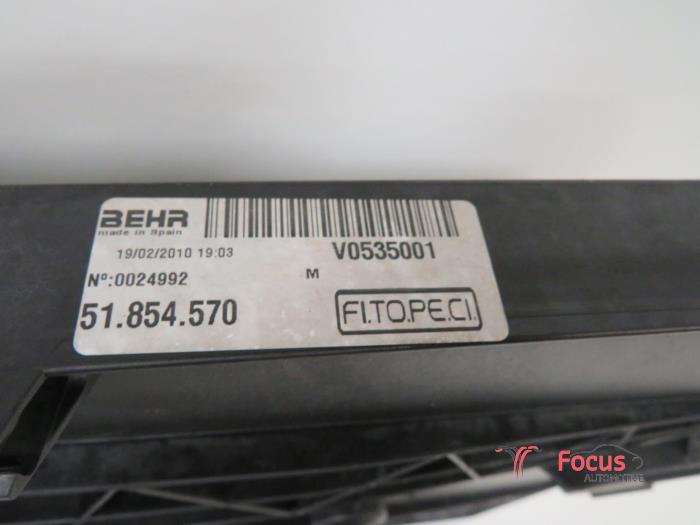 BEHR
made in Spain
19/02/2010 19:03
V0535001
Nº:0024992
M
51.854.570
FI.TO.PE.CI.
Focus
AUTOMOTIVE